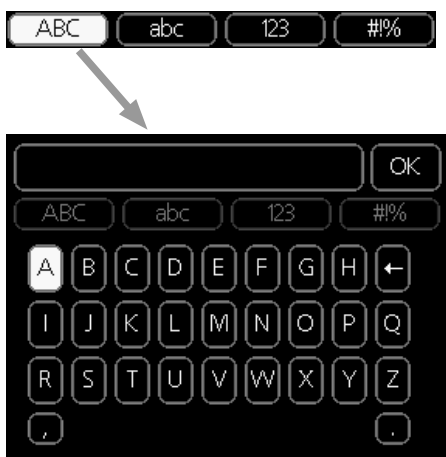 ABC abc 123 #!%
OK
ABC abc 123 #!%
A B C D E F G H ←
I J K L M N O P Q
R S T U V W X Y Z
, .